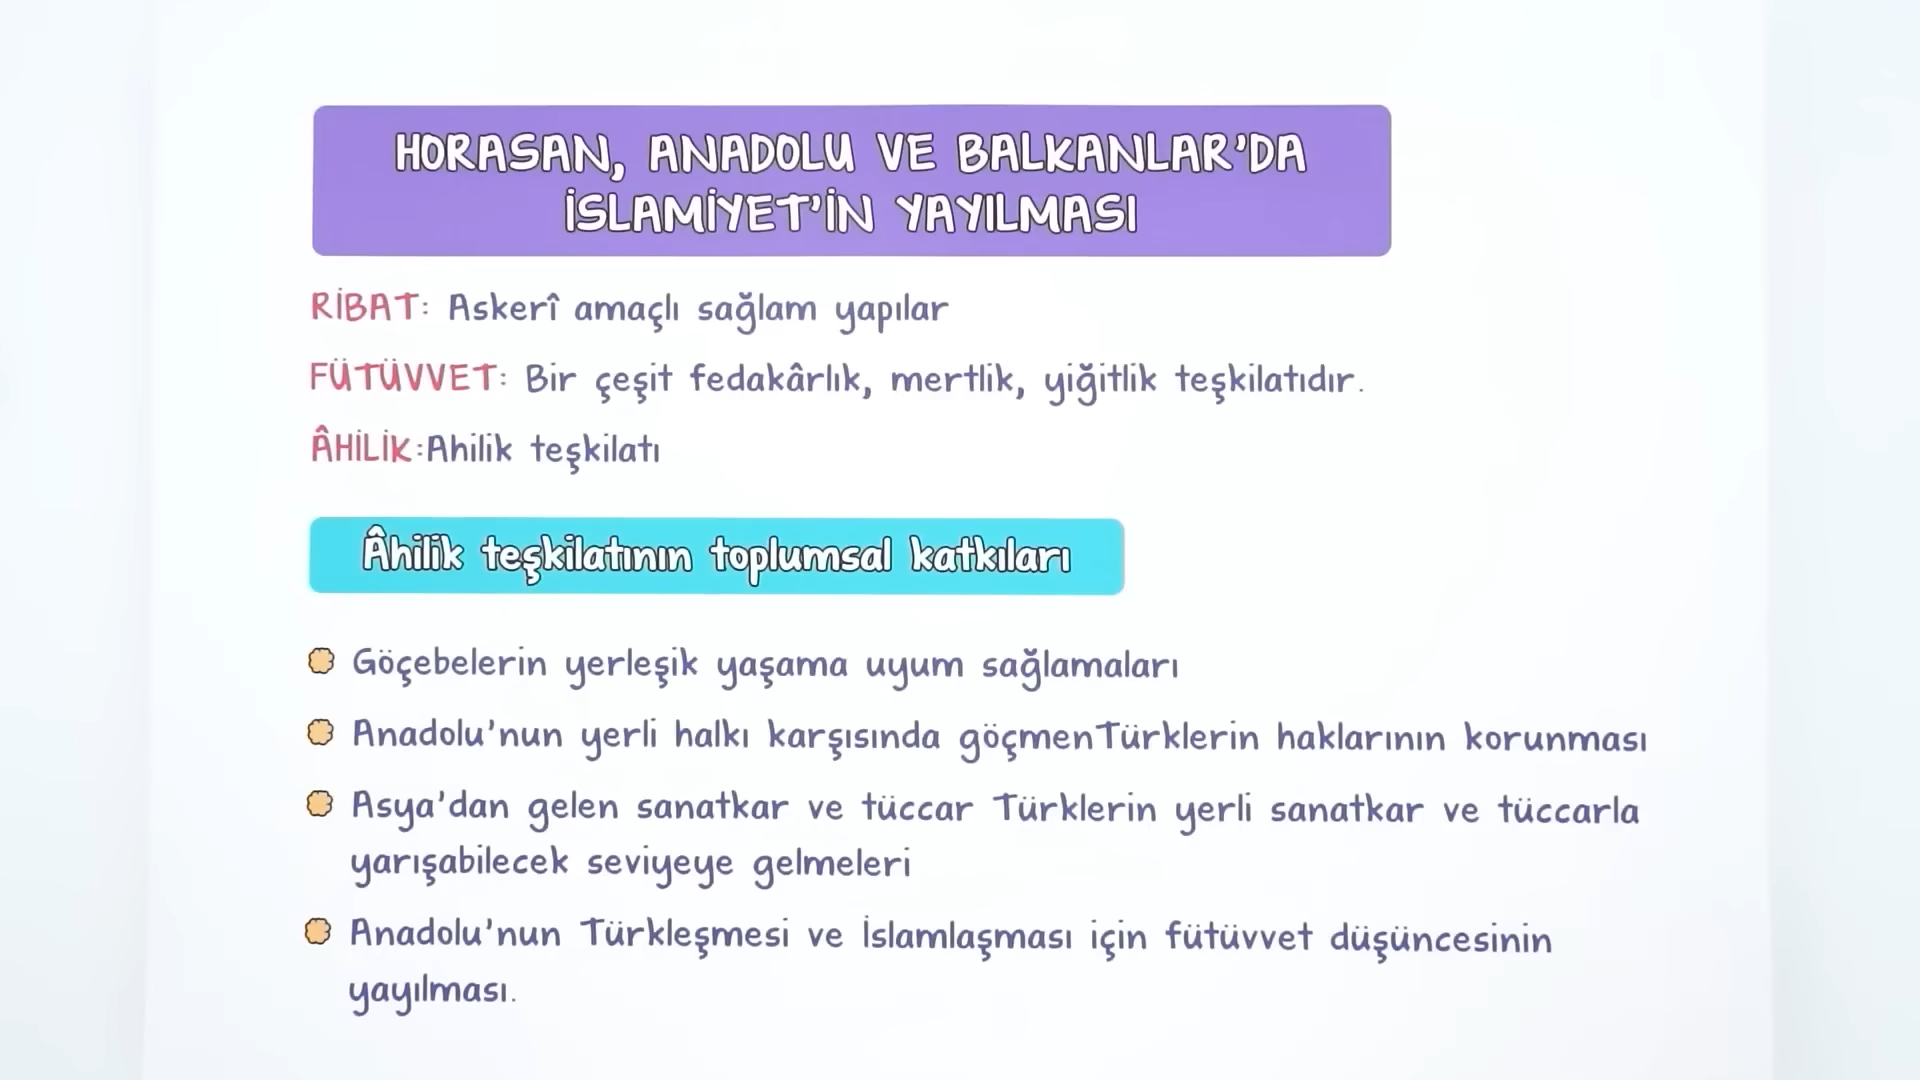 HORASAN, ANADOLU VE BALKANLAR'DA
İSLAMİYET'İN YAYILMASI
RİBAT: Askerî amaçlı sağlam yapılar
FÜTÜVVET: Bir çeşit fedakârlık, mertlik, yiğitlik teşkilatıdır.
ÂHİLİK:Ahilik teşkilatı
Âhilik teşkilatının toplumsal katkıları
Göçebelerin yerleşik yaşama uyum sağlamaları
Anadolu'nun yerli halkı karşısında göçmenTürklerin haklarının korunması
Asya'dan gelen sanatkar ve tüccar Türklerin yerli sanatkar ve tüccarla
yarışabilecek seviyeye gelmeleri
Anadolu'nun Türkleşmesi ve İslamlaşması için fütüvvet düşüncesinin
yayılması.